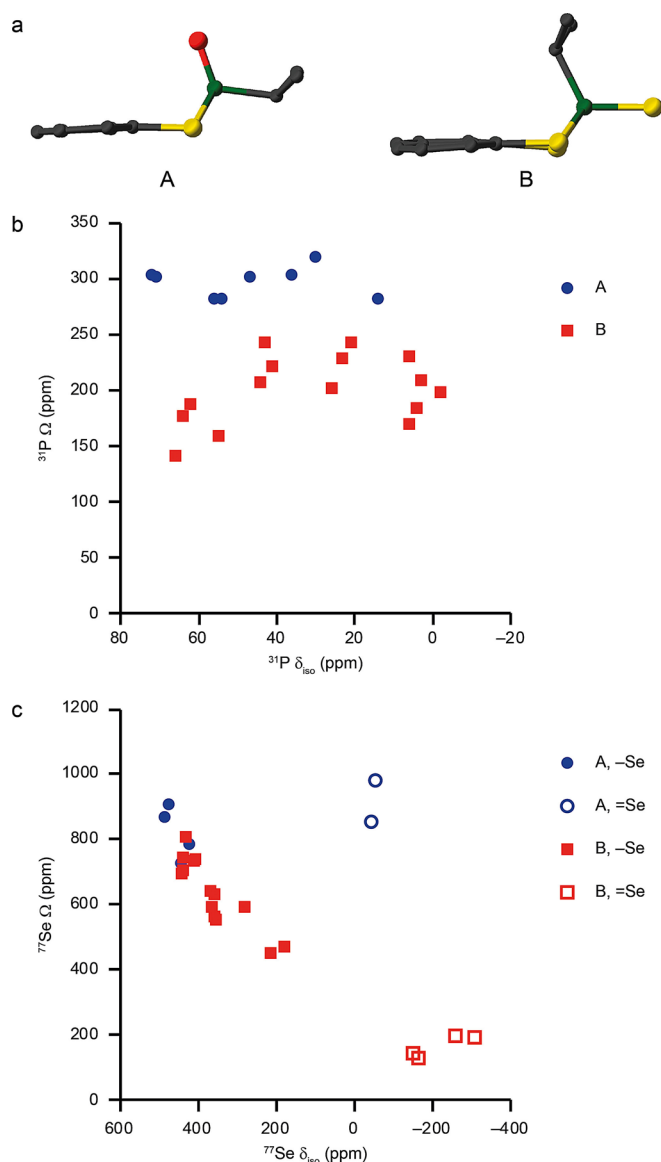 a
A
B
b
350
300
250
200
150
100
50
0
³¹P Ω (ppm)
80
60
40
20
0
–20
³¹P δiso (ppm)
A
B
c
1200
1000
800
600
400
200
0
⁷⁷Se Ω (ppm)
600
400
200
0
–200
–400
⁷⁷Se δiso (ppm)
A, –Se
A, =Se
B, –Se
B, =Se